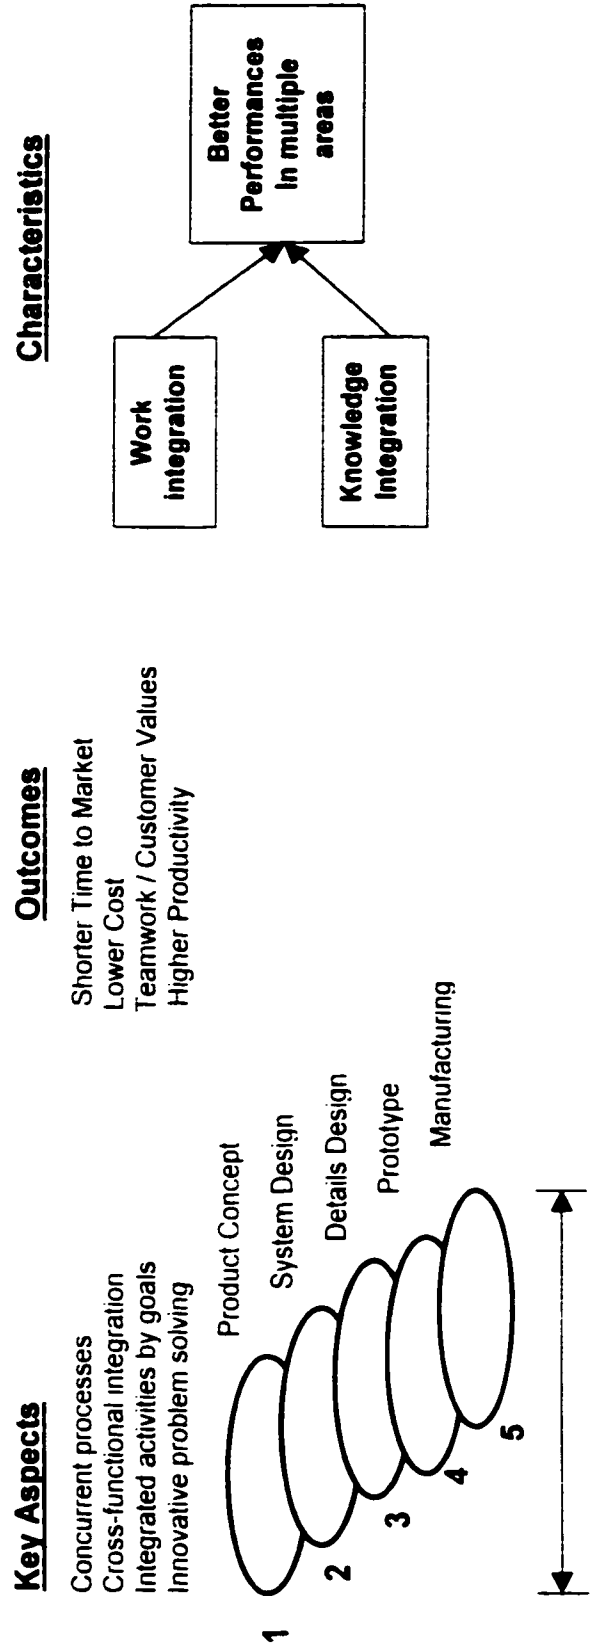 Key Aspects
Concurrent processes
Cross-functional integration
Integrated activities by goals
Innovative problem solving
1
Product Concept
2
System Design
3
Details Design
4
Prototype
5
Manufacturing
Outcomes
Shorter Time to Market
Lower Cost
Teamwork / Customer Values
Higher Productivity
Characteristics
Work
integration
Knowledge
Integration
Better
Performances
In multiple
areas